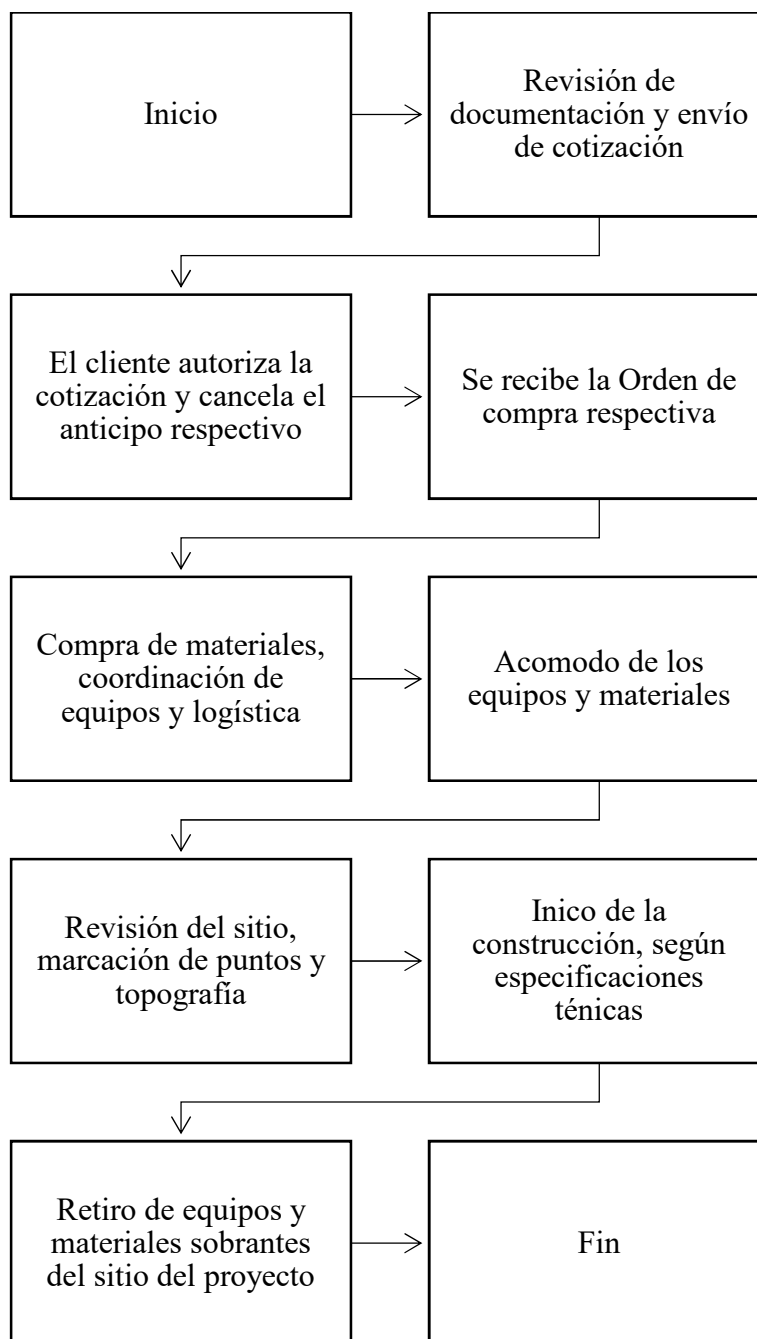 Inicio
Revisión de
documentación y envío
de cotización
El cliente autoriza la
cotización y cancela el
anticipo respectivo
Se recibe la Orden de
compra respectiva
Compra de materiales,
coordinación de
equipos y logística
Acomodo de los
equipos y materiales
Revisión del sitio,
marcación de puntos y
topografía
Inico de la
construcción, según
especificaciones
ténicas
Retiro de equipos y
materiales sobrantes
del sitio del proyecto
Fin